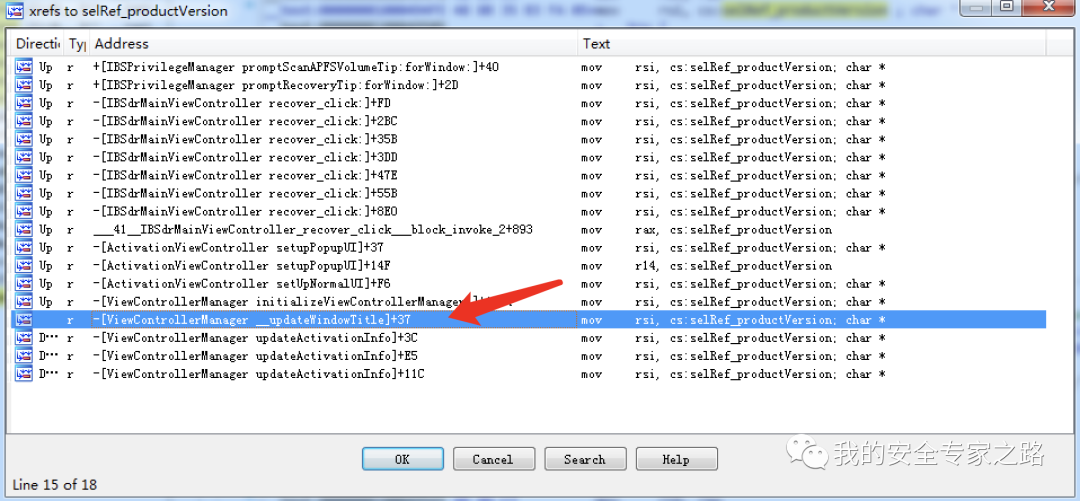 xrefs to selRef_productVersion
Directic Ty Address Text
Up r +[IBSPrivilegeManager promptScanAPFSVolumeTip:forWindow:]+40 mov rsi, cs:selRef_productVersion; char *
Up r +[IBSPrivilegeManager promptRecoveryTip:forWindow:]+2D mov rsi, cs:selRef_productVersion; char *
Up r -[IBSdrMainViewController recover_click:]+FD mov rsi, cs:selRef_productVersion; char *
Up r -[IBSdrMainViewController recover_click:]+2BC mov rsi, cs:selRef_productVersion; char *
Up r -[IBSdrMainViewController recover_click:]+35B mov rsi, cs:selRef_productVersion; char *
Up r -[IBSdrMainViewController recover_click:]+3DD mov rsi, cs:selRef_productVersion; char *
Up r -[IBSdrMainViewController recover_click:]+47E mov rsi, cs:selRef_productVersion; char *
Up r -[IBSdrMainViewController recover_click:]+55B mov rsi, cs:selRef_productVersion; char *
Up r -[IBSdrMainViewController recover_click:]+8E0 mov rsi, cs:selRef_productVersion; char *
Up r ___41__IBSdrMainViewController_recover_click___block_invoke_2+893 mov rax, cs:selRef_productVersion
Up r -[ActivationViewController setupPopupUI]+37 mov rsi, cs:selRef_productVersion; char *
Up r -[ActivationViewController setupPopupUI]+14F mov r14, cs:selRef_productVersion
Up r -[ActivationViewController setUpNormalUI]+F6 mov rsi, cs:selRef_productVersion; char *
Up r -[ViewControllerManager initializeViewControllerManager mov rsi, cs:selRef_productVersion; char *
r -[ViewControllerManager __updateWindowTitle]+37 mov rsi, cs:selRef_productVersion; char *
D··· r -[ViewControllerManager updateActivationInfo]+3C mov rsi, cs:selRef_productVersion; char *
D··· r -[ViewControllerManager updateActivationInfo]+E5 mov rsi, cs:selRef_productVersion; char *
D··· r -[ViewControllerManager updateActivationInfo]+11C mov rsi, cs:selRef_productVersion; char *
OK Cancel Search Help
我的安全专家之路
Line 15 of 18